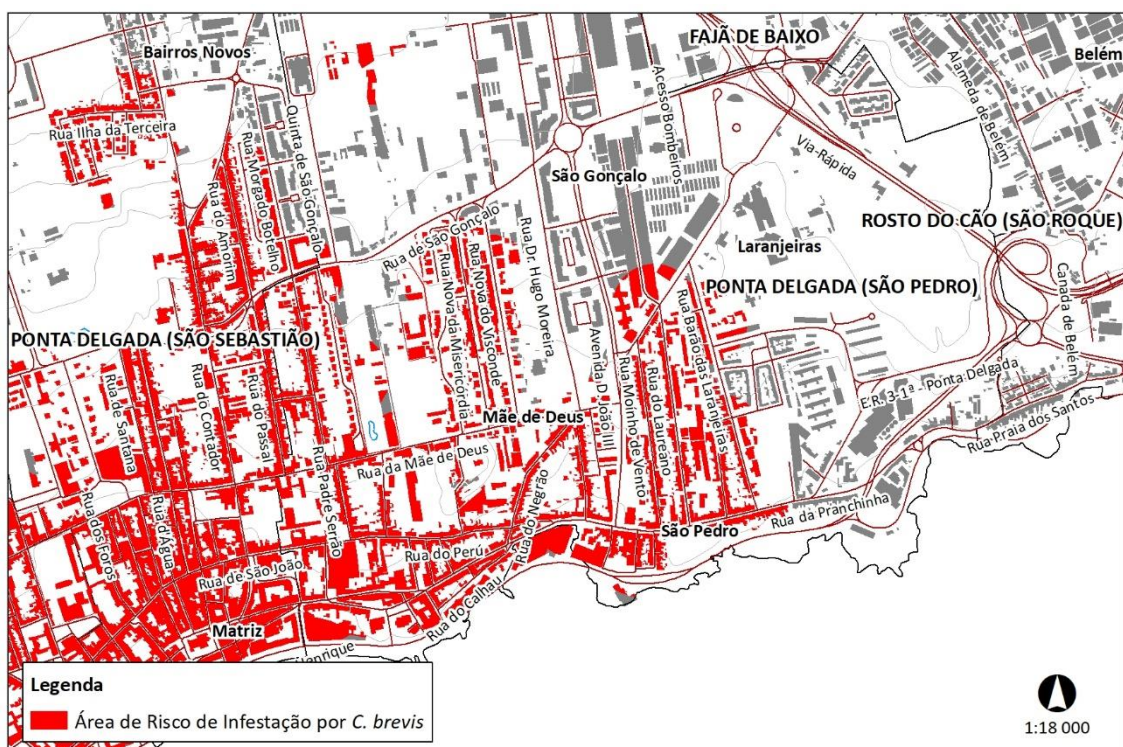 FAJÃ DE BAIXO
Bairros Novos
Belém
Alameda de Belém
Acesso Bombeiros
Quinta de São Gonçalo
Rua Ilha da Terceira
Via-Rápida
Rua Morgado Botelho
São Gonçalo
Rua do Amorim
ROSTO DO CÃO (SÃO ROQUE)
Rua de São Gonçalo
Laranjeiras
Rua Dr. Hugo Moreira
Rua Nova do Visconde
Rua Nova da Misericórdia
Canada de Belém
PONTA DELGADA (SÃO PEDRO)
PONTA DELGADA (SÃO SEBASTIÃO)
Rua Barão das Laranjeiras
Avenida D. João III
Rua Moinho de Vento
Rua do Laureano
E.R. 3-1ª Ponta Delgada
Rua de Santana
Rua do Contador
Rua do Passal
Mãe de Deus
Rua Praia dos Santos
Rua da Mãe de Deus
Rua Padre Serrão
Rua do Negrão
Rua da Pranchinha
Rua dos Foros
Rua d'Água
São Pedro
Rua do Perú
Rua de São João
Rua do Calhau
Matriz
Henrique
Legenda
Área de Risco de Infestação por C. brevis
1:18 000